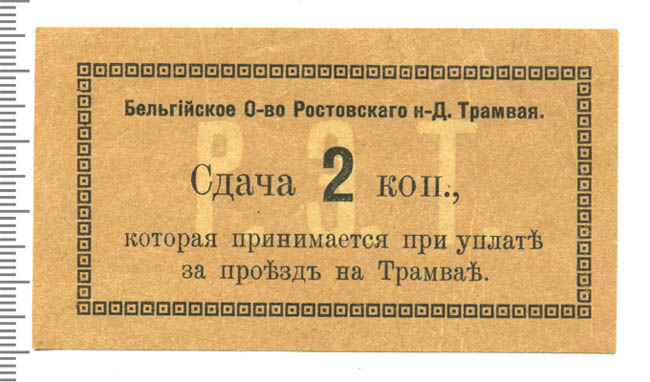 Бельгійское О-во Ростовскаго н-Д. Трамвая.
Р З Т
Сдача 2 коп.,
которая принимается при уплатѣ
за проѣздъ на Трамваѣ.